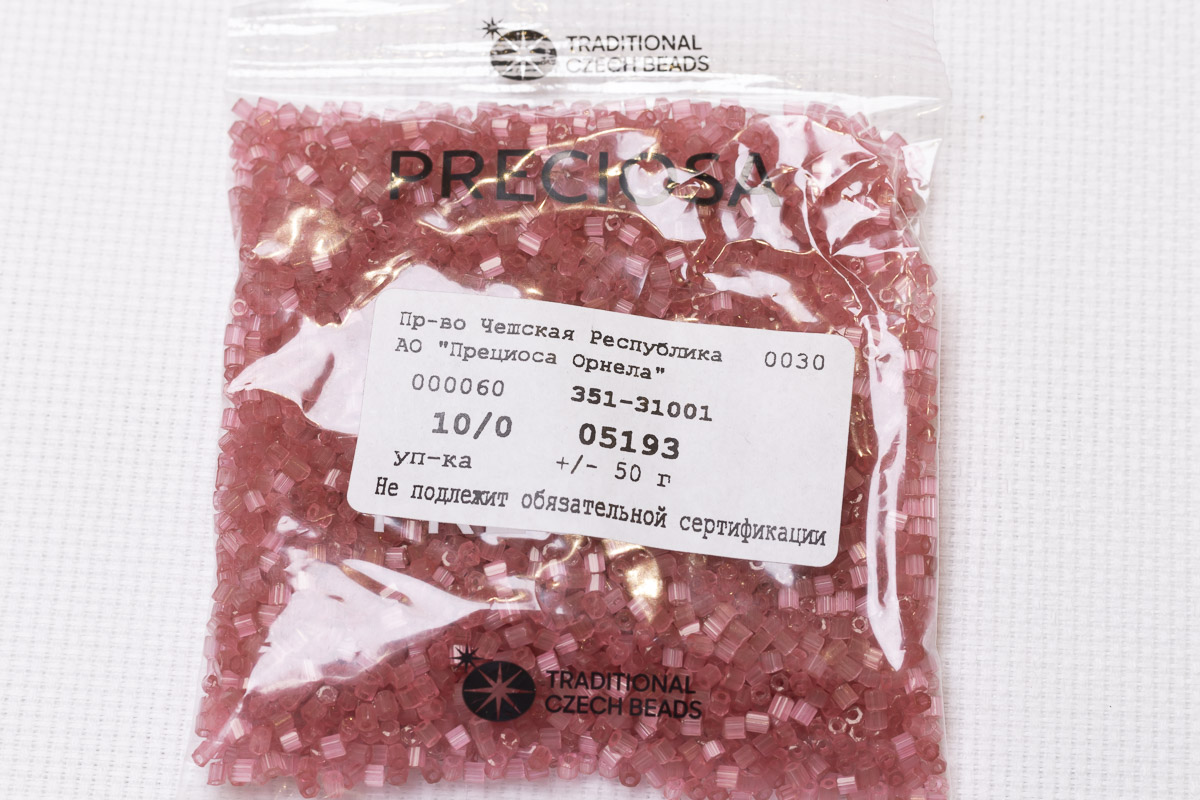 TRADITIONAL
CZECH BEADS
PRECIOSA
Пр-во Чешская Республика 0030
АО "Прециоса Орнела"
000060 351-31001
10/0 05193
уп-ка +/- 50 г
Не подлежит обязательной сертификации
TRADITIONAL
CZECH BEADS